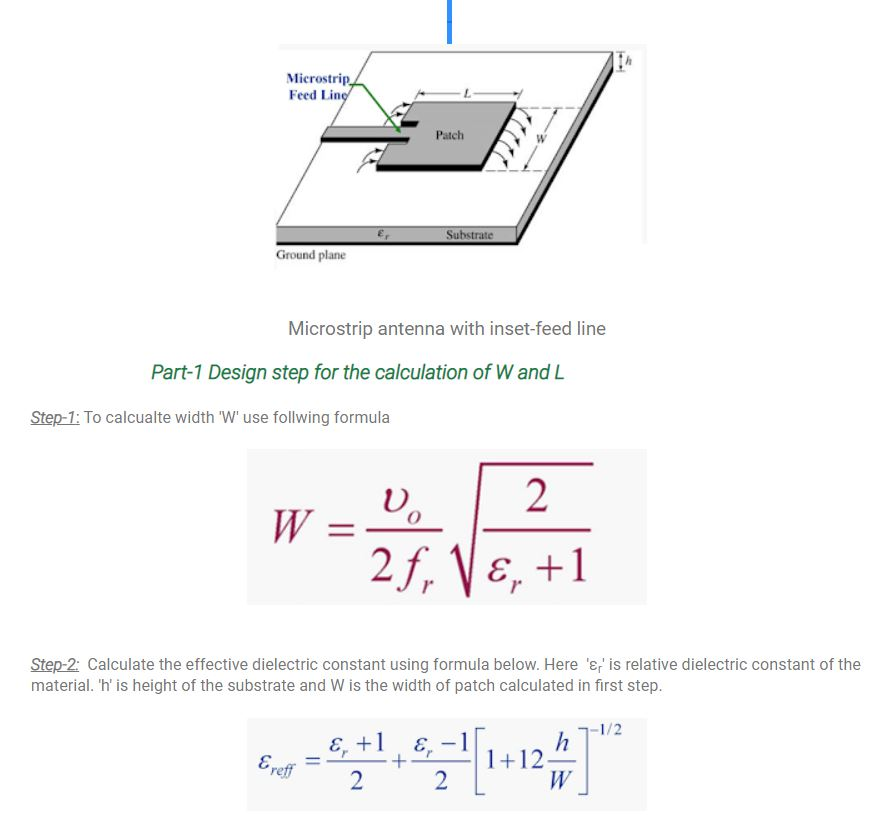 h
Microstrip
Feed Line
L
Patch
W
εr
Substrate
Ground plane
Microstrip antenna with inset-feed line
Part-1 Design step for the calculation of W and L
Step-1: To calcualte width 'W' use follwing formula
W = υo / 2fr √(2 / εr +1)
Step-2: Calculate the effective dielectric constant using formula below. Here 'εr' is relative dielectric constant of the
material. 'h' is height of the substrate and W is the width of patch calculated in first step.
εreff = εr +1 / 2 + εr −1 / 2 [1+12 h / W]^−1/2